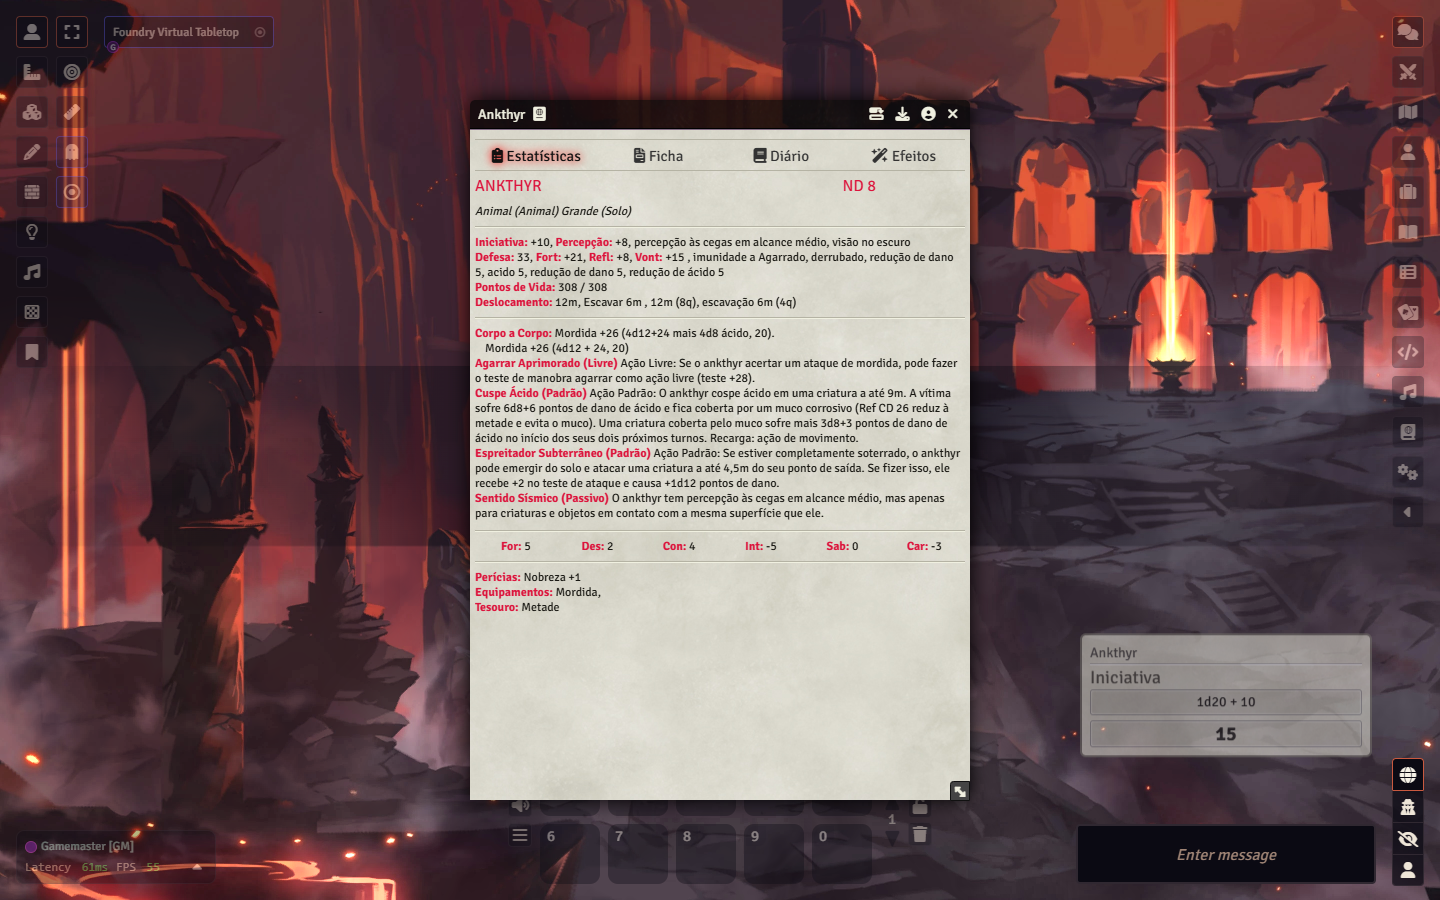 Foundry Virtual Tabletop
G
Ankthyr
Estatísticas
Ficha
Diário
Efeitos
ANKTHYR
ND 8
Animal (Animal) Grande (Solo)
Iniciativa: +10, Percepção: +8, percepção às cegas em alcance médio, visão no escuro
Defesa: 33, Fort: +21, Refl: +8, Vont: +15 , imunidade a Agarrado, derrubado, redução de dano
5, acido 5, redução de dano 5, redução de ácido 5
Pontos de Vida: 308 / 308
Deslocamento: 12m, Escavar 6m , 12m (8q), escavação 6m (4q)
Corpo a Corpo: Mordida +26 (4d12+24 mais 4d8 ácido, 20).
Mordida +26 (4d12 + 24, 20)
Agarrar Aprimorado (Livre) Ação Livre: Se o ankthyr acertar um ataque de mordida, pode fazer
o teste de manobra agarrar como ação livre (teste +28).
Cuspe Ácido (Padrão) Ação Padrão: O ankthyr cospe ácido em uma criatura a até 9m. A vítima
sofre 6d8+6 pontos de dano de ácido e fica coberta por um muco corrosivo (Ref CD 26 reduz à
metade e evita o muco). Uma criatura coberta pelo muco sofre mais 3d8+3 pontos de dano de
ácido no início dos seus dois próximos turnos. Recarga: ação de movimento.
Espreitador Subterrâneo (Padrão) Ação Padrão: Se estiver completamente soterrado, o ankthyr
pode emergir do solo e atacar uma criatura a até 4,5m do seu ponto de saída. Se fizer isso, ele
recebe +2 no teste de ataque e causa +1d12 pontos de dano.
Sentido Sísmico (Passivo) O ankthyr tem percepção às cegas em alcance médio, mas apenas
para criaturas e objetos em contato com a mesma superfície que ele.
For: 5
Des: 2
Con: 4
Int: -5
Sab: 0
Car: -3
Perícias: Nobreza +1
Equipamentos: Mordida,
Tesouro: Metade
Ankthyr
Iniciativa
1d20 + 10
15
1
6
7
8
9
0
Gamemaster [GM]
Latency 61ms FPS 55
Enter message